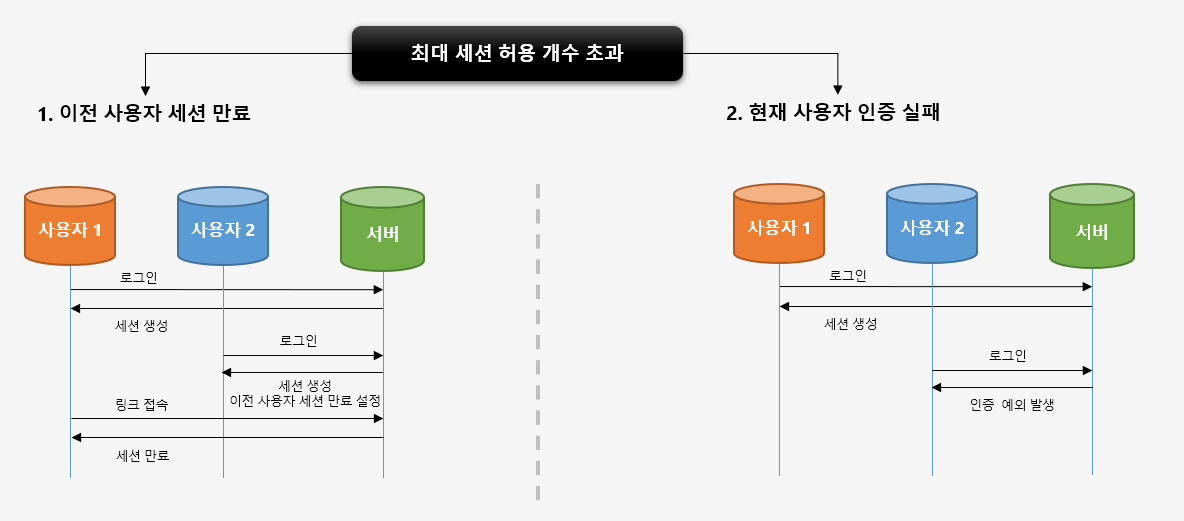 최대 세션 허용 개수 초과
1. 이전 사용자 세션 만료
사용자 1
사용자 2
서버
로그인
세션 생성
로그인
세션 생성
이전 사용자 세션 만료 설정
링크 접속
세션 만료
2. 현재 사용자 인증 실패
사용자 1
사용자 2
서버
로그인
세션 생성
로그인
인증 예외 발생